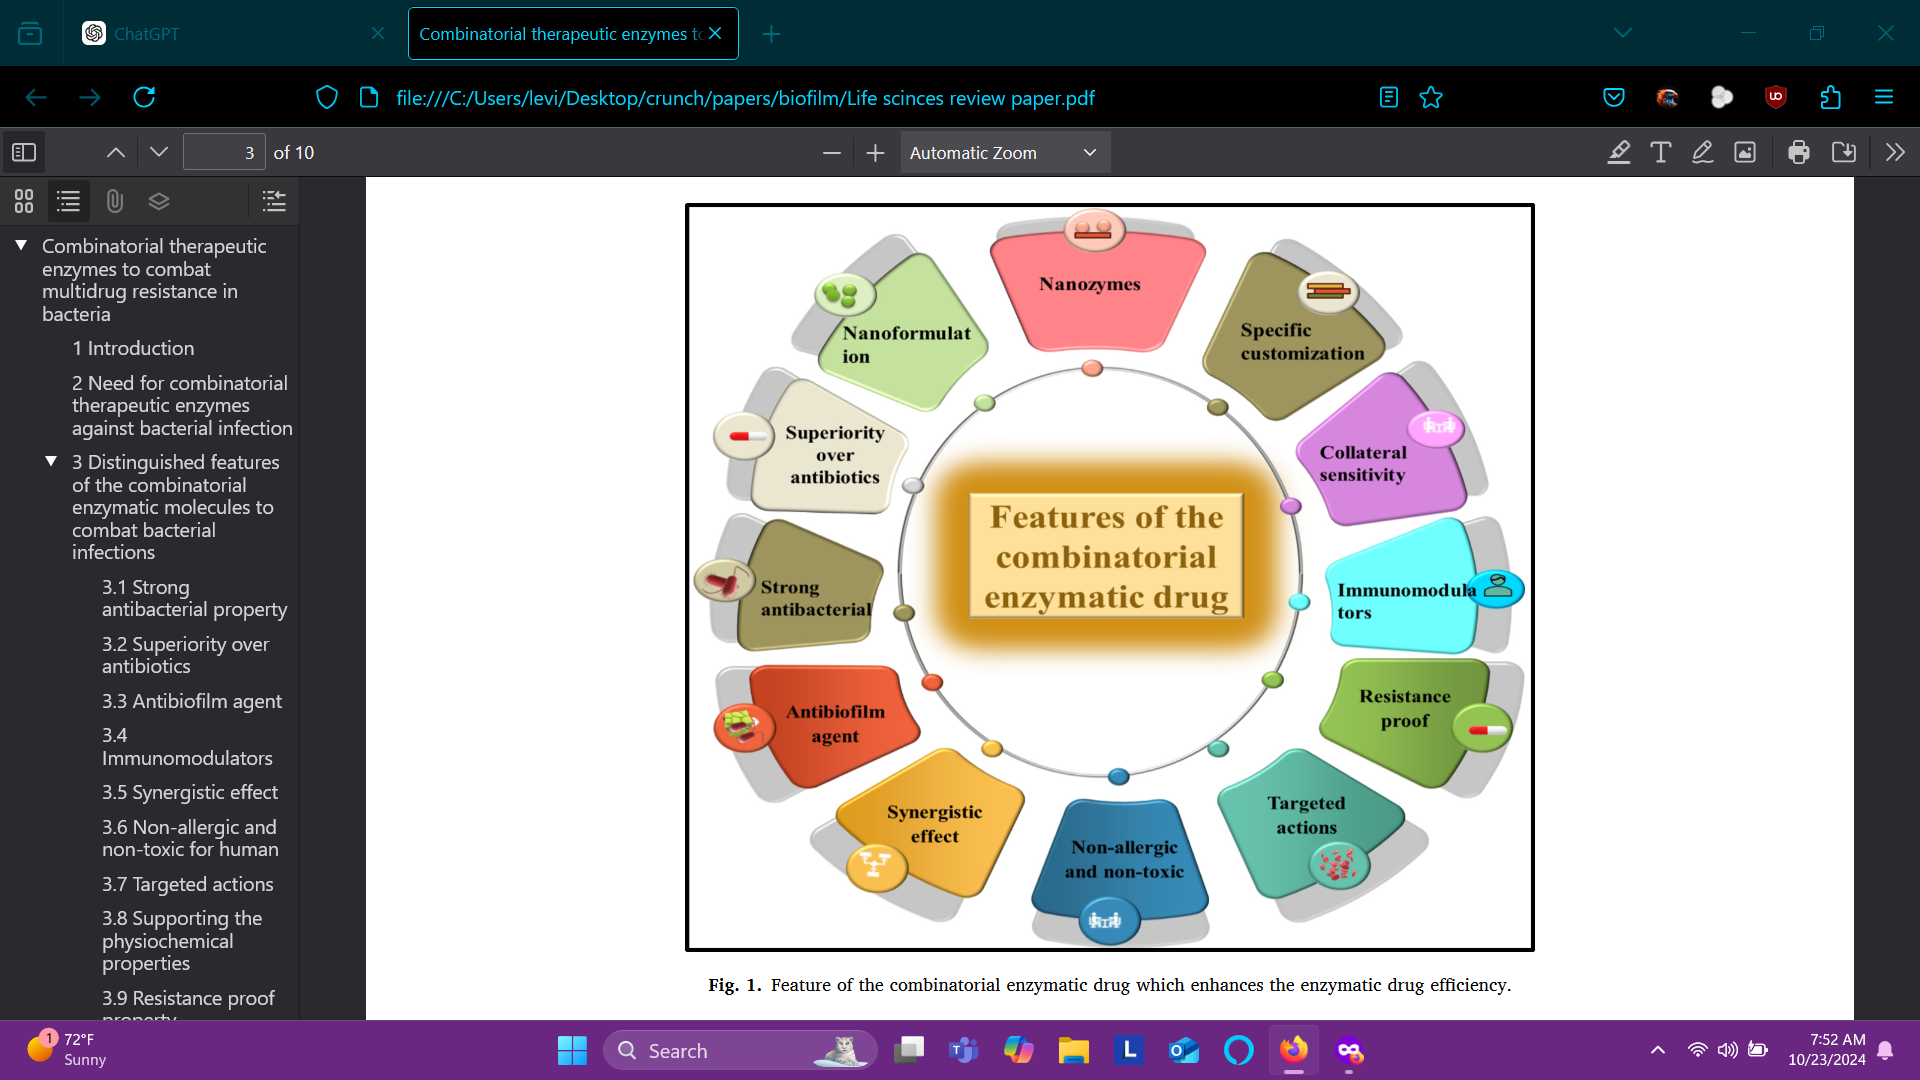 ChatGPT
Combinatorial therapeutic enzymes to
file:///C:/Users/levi/Desktop/crunch/papers/biofilm/Life scinces review paper.pdf
3 of 10
Automatic Zoom
Combinatorial therapeutic
enzymes to combat
multidrug resistance in
bacteria
1 Introduction
2 Need for combinatorial
therapeutic enzymes
against bacterial infection
3 Distinguished features
of the combinatorial
enzymatic molecules to
combat bacterial
infections
3.1 Strong
antibacterial property
3.2 Superiority over
antibiotics
3.3 Antibiofilm agent
3.4
Immunomodulators
3.5 Synergistic effect
3.6 Non-allergic and
non-toxic for human
3.7 Targeted actions
3.8 Supporting the
physiochemical
properties
3.9 Resistance proof
property
Nanozymes
Specific
customization
Collateral
sensitivity
Immunomodula
tors
Resistance
proof
Targeted
actions
Non-allergic
and non-toxic
Synergistic
effect
Antibiofilm
agent
Strong
antibacterial
Superiority
over
antibiotics
Nanoformulat
ion
Features of the
combinatorial
enzymatic drug
Fig. 1. Feature of the combinatorial enzymatic drug which enhances the enzymatic drug efficiency.
1
72°F
Sunny
Search
7:52 AM
10/23/2024